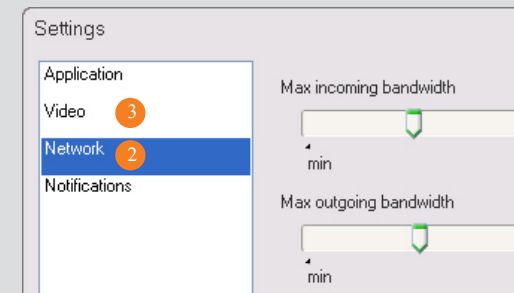 Settings
Application
Video 3
Network 2
Notifications
Max incoming bandwidth
min
Max outgoing bandwidth
min